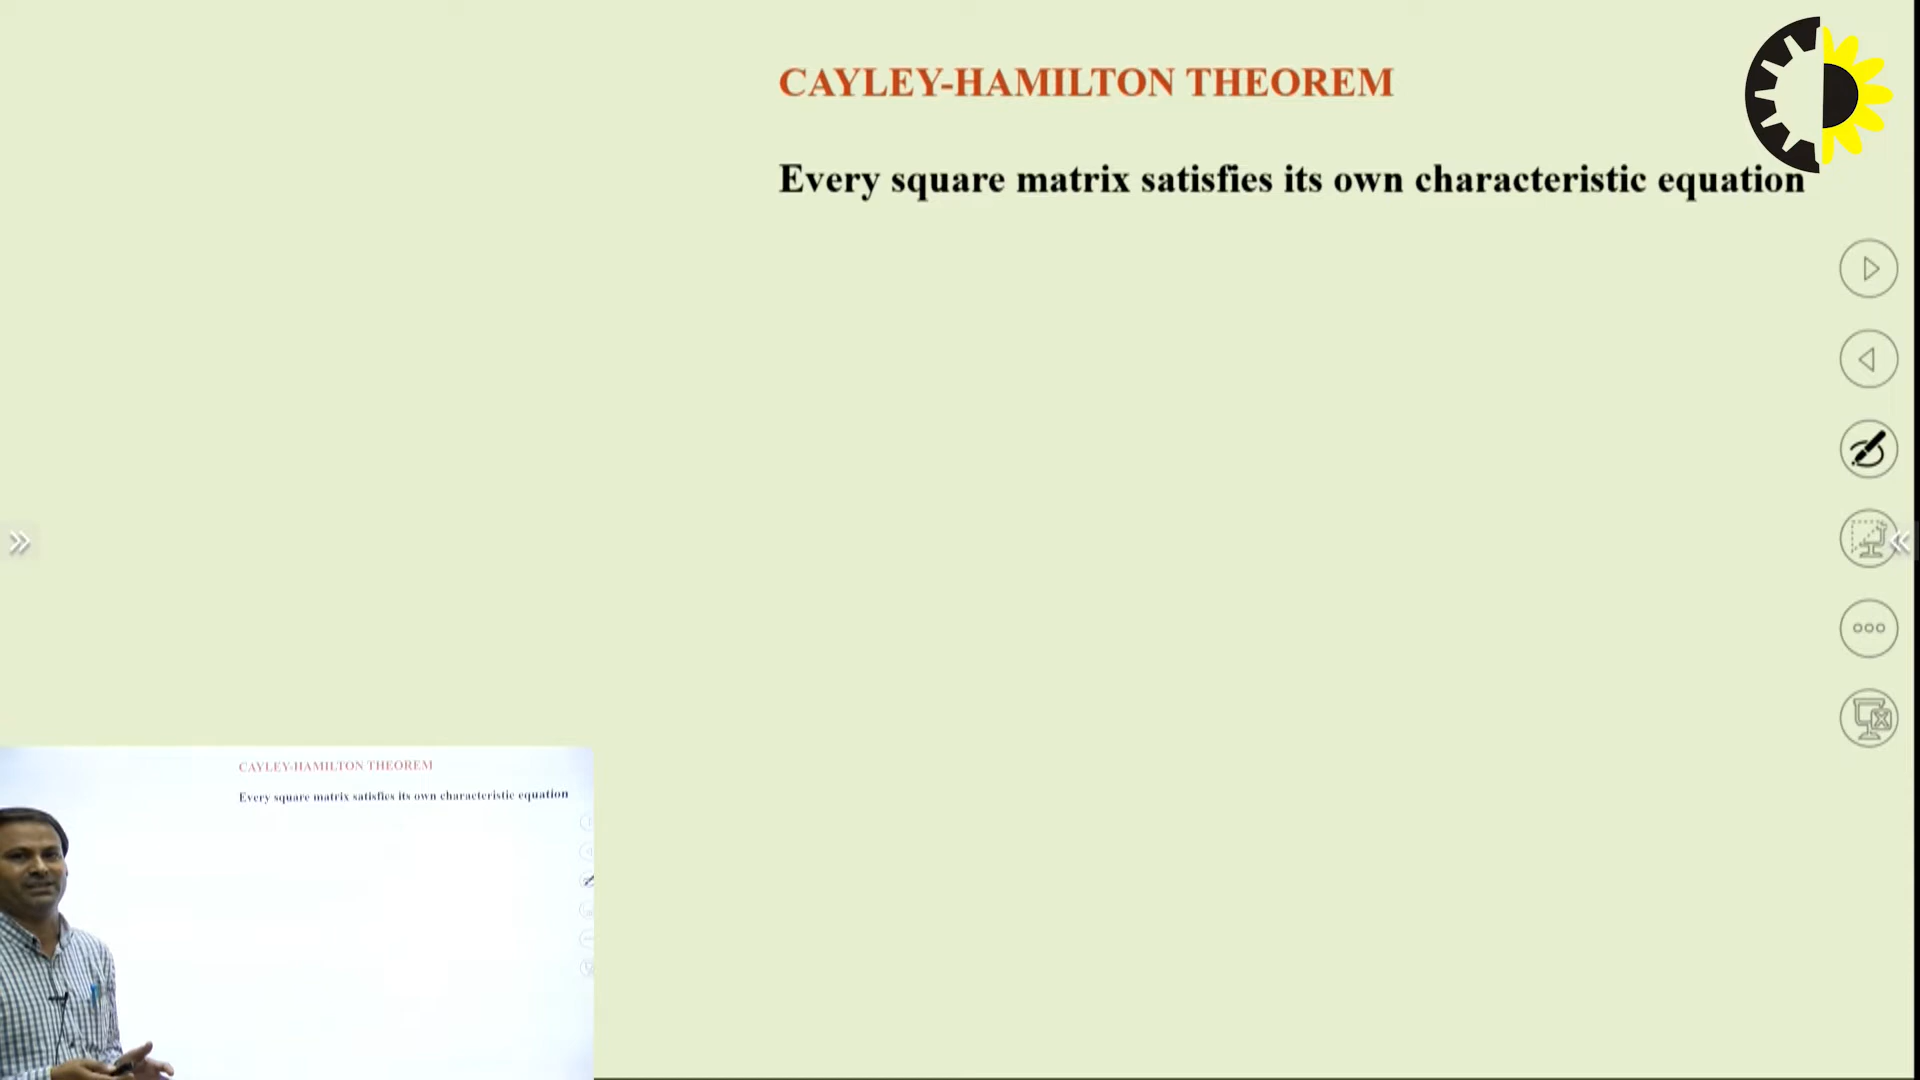 CAYLEY-HAMILTON THEOREM
Every square matrix satisfies its own characteristic equation
CAYLEY-HAMILTON THEOREM
Every square matrix satisfies its own characteristic equation